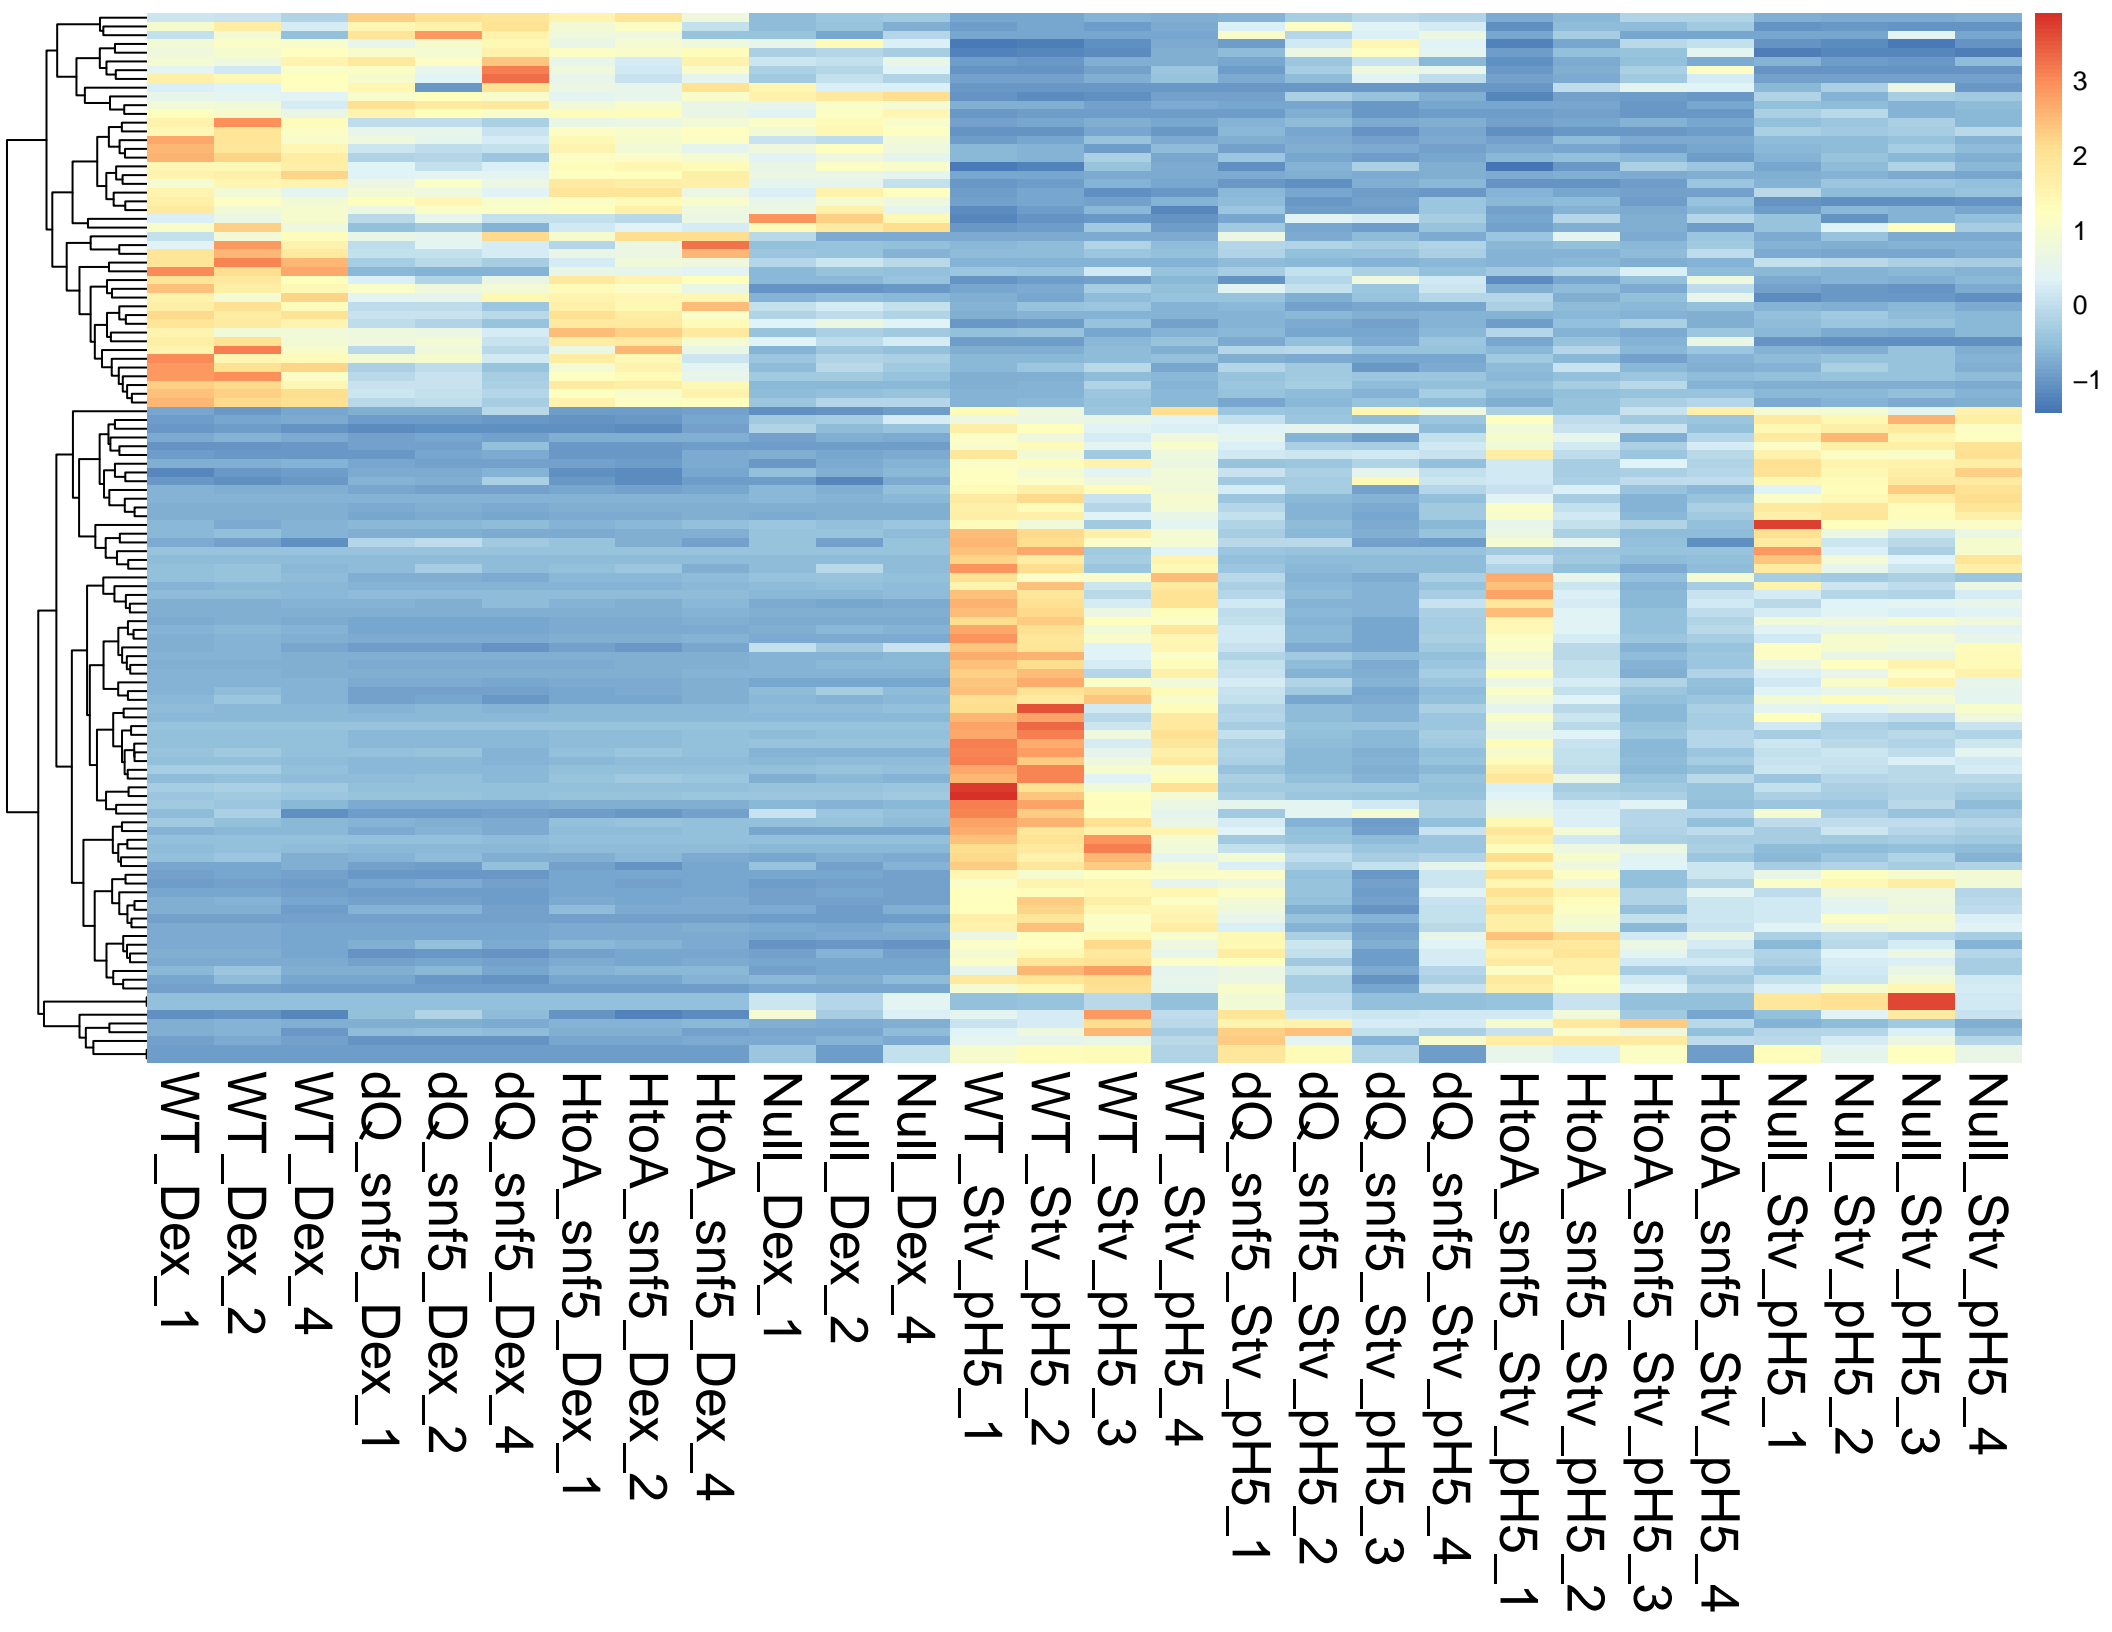 3
2
1
0
−1
WT_Dex_1
WT_Dex_2
WT_Dex_4
dQ_snf5_Dex_1
dQ_snf5_Dex_2
dQ_snf5_Dex_4
HtoA_snf5_Dex_1
HtoA_snf5_Dex_2
HtoA_snf5_Dex_4
Null_Dex_1
Null_Dex_2
Null_Dex_4
WT_Stv_pH5_1
WT_Stv_pH5_2
WT_Stv_pH5_3
WT_Stv_pH5_4
dQ_snf5_Stv_pH5_1
dQ_snf5_Stv_pH5_2
dQ_snf5_Stv_pH5_3
dQ_snf5_Stv_pH5_4
HtoA_snf5_Stv_pH5_1
HtoA_snf5_Stv_pH5_2
HtoA_snf5_Stv_pH5_3
HtoA_snf5_Stv_pH5_4
Null_Stv_pH5_1
Null_Stv_pH5_2
Null_Stv_pH5_3
Null_Stv_pH5_4